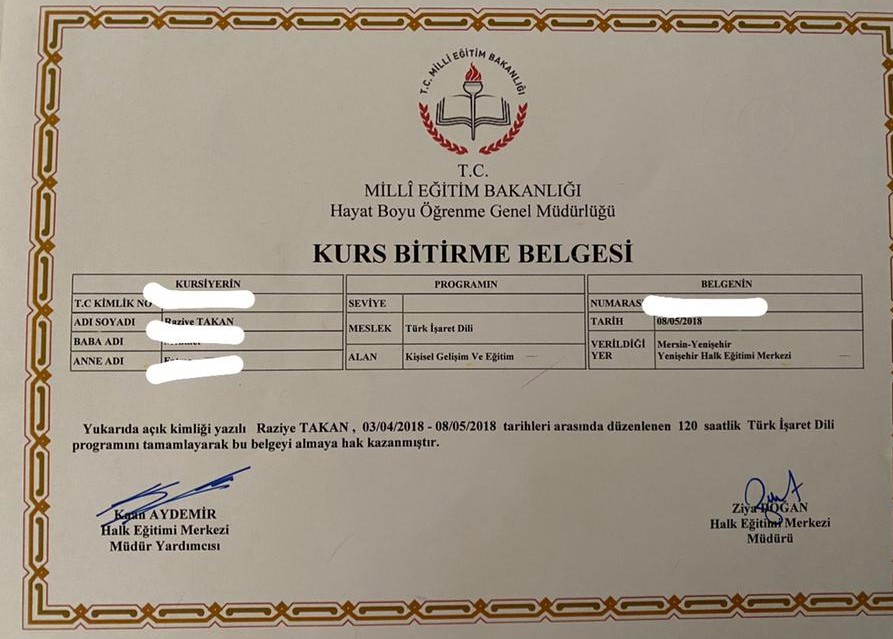 T.C. MİLLİ EĞİTİM BAKANLIĞI
T.C.
MİLLÎ EĞİTİM BAKANLIĞI
Hayat Boyu Öğrenme Genel Müdürlüğü
KURS BİTİRME BELGESİ
KURSİYERİN
T.C KİMLİK NO
ADI SOYADI Raziye TAKAN
BABA ADI
ANNE ADI
PROGRAMIN
SEVİYE
MESLEK Türk İşaret Dili
ALAN Kişisel Gelişim Ve Eğitim
BELGENİN
NUMARAS
TARİH 08/05/2018
VERİLDİĞİ YER Mersin-Yenişehir
Yenişehir Halk Eğitimi Merkezi
Yukarıda açık kimliği yazılı Raziye TAKAN , 03/04/2018 - 08/05/2018 tarihleri arasında düzenlenen 120 saatlik Türk İşaret Dili
programını tamamlayarak bu belgeyi almaya hak kazanmıştır.
Kaan AYDEMİR
Halk Eğitimi Merkezi
Müdür Yardımcısı
Ziya DOĞAN
Halk Eğitimi Merkezi
Müdürü